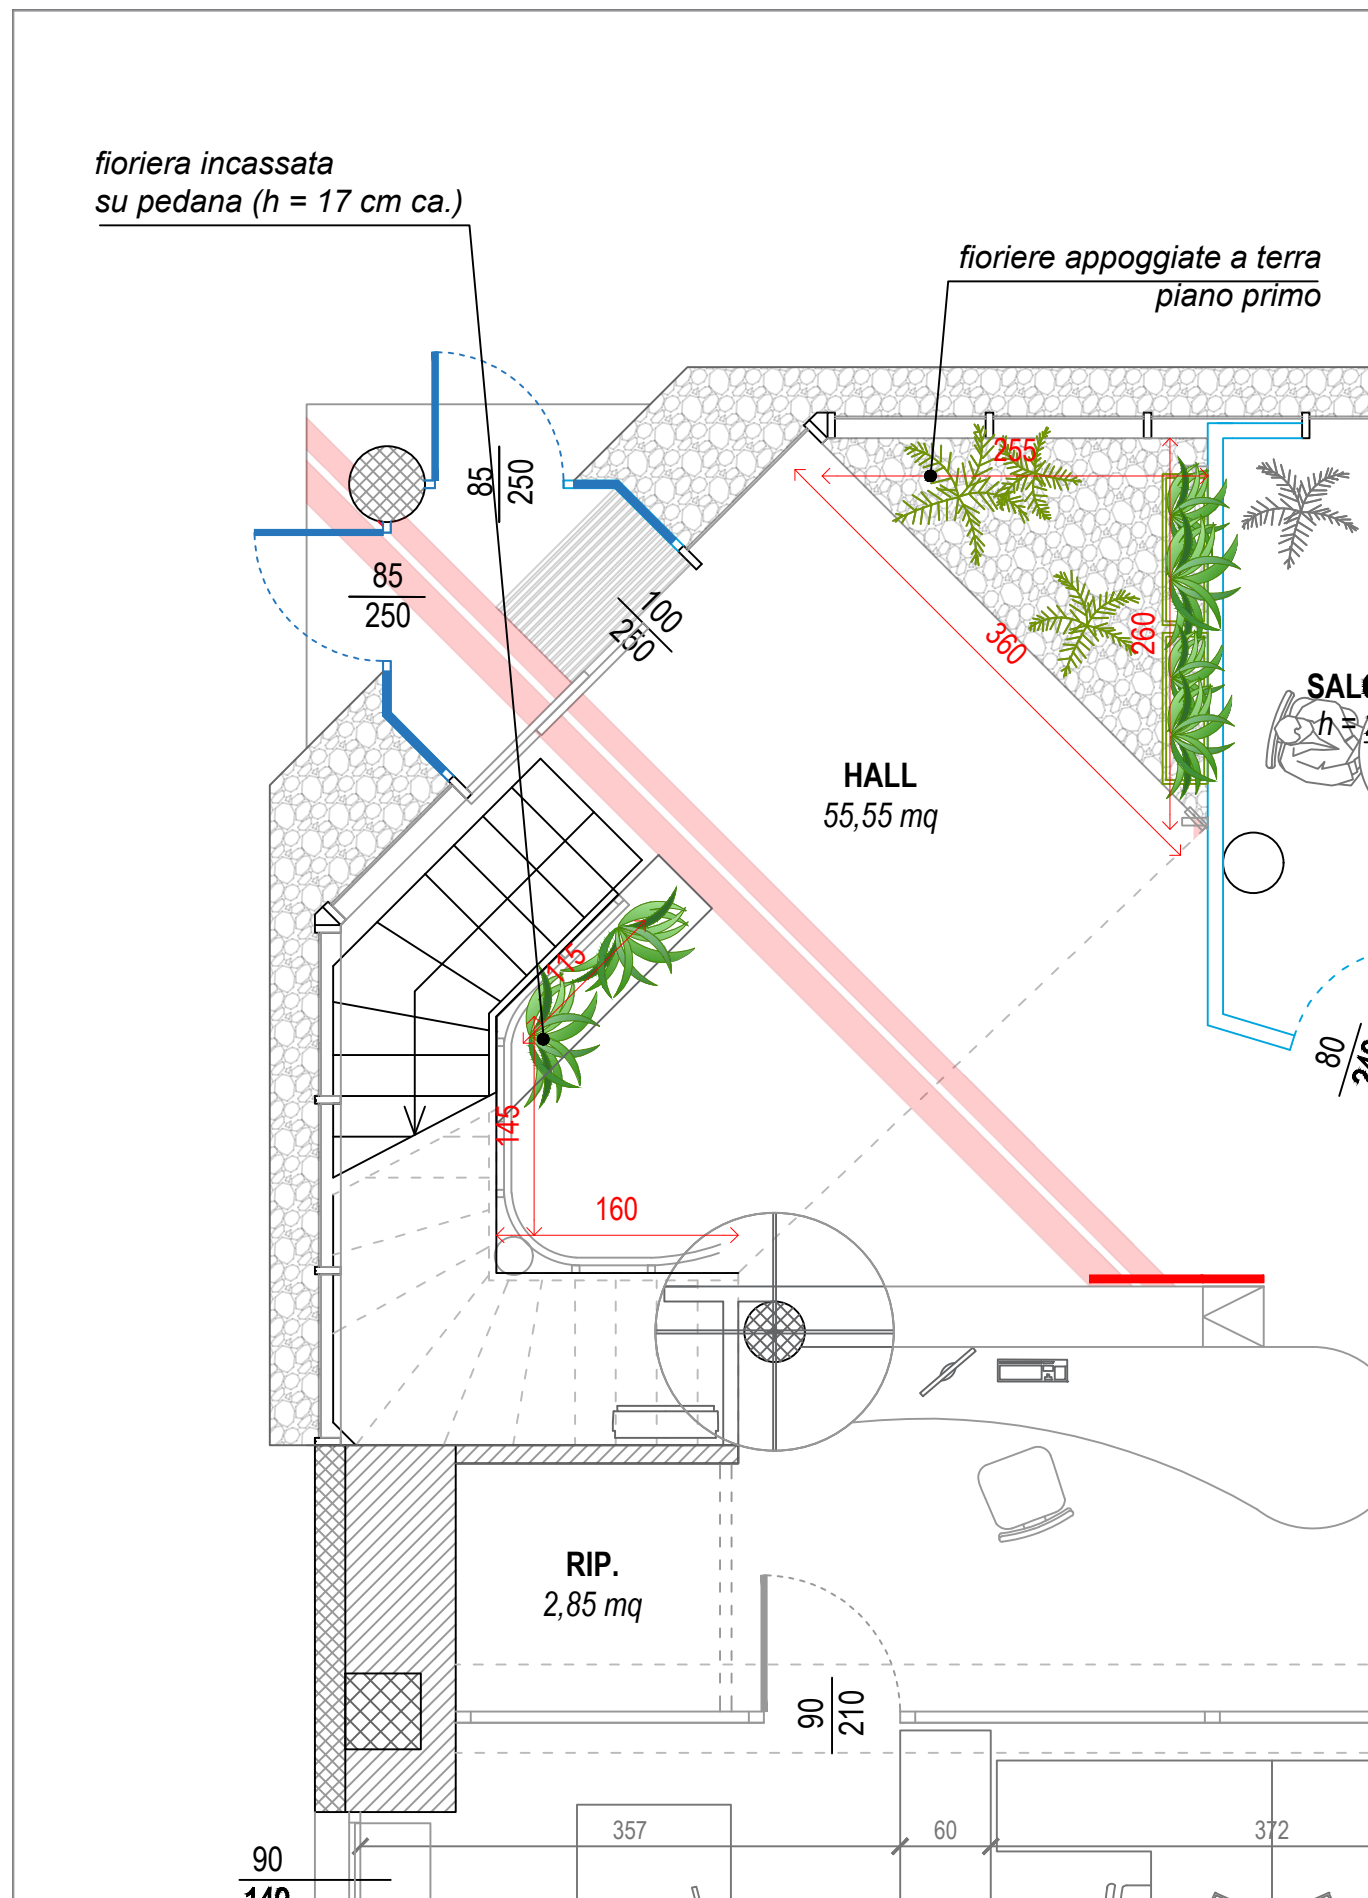 fioriera incassata
su pedana (h = 17 cm ca.)
fioriere appoggiate a terra
piano primo
85
250
255
85
250
100
250
360
260
h =
HALL
55,55 mq
115
80
145
160
RIP.
2,85 mq
90
210
357
60
372
90
140